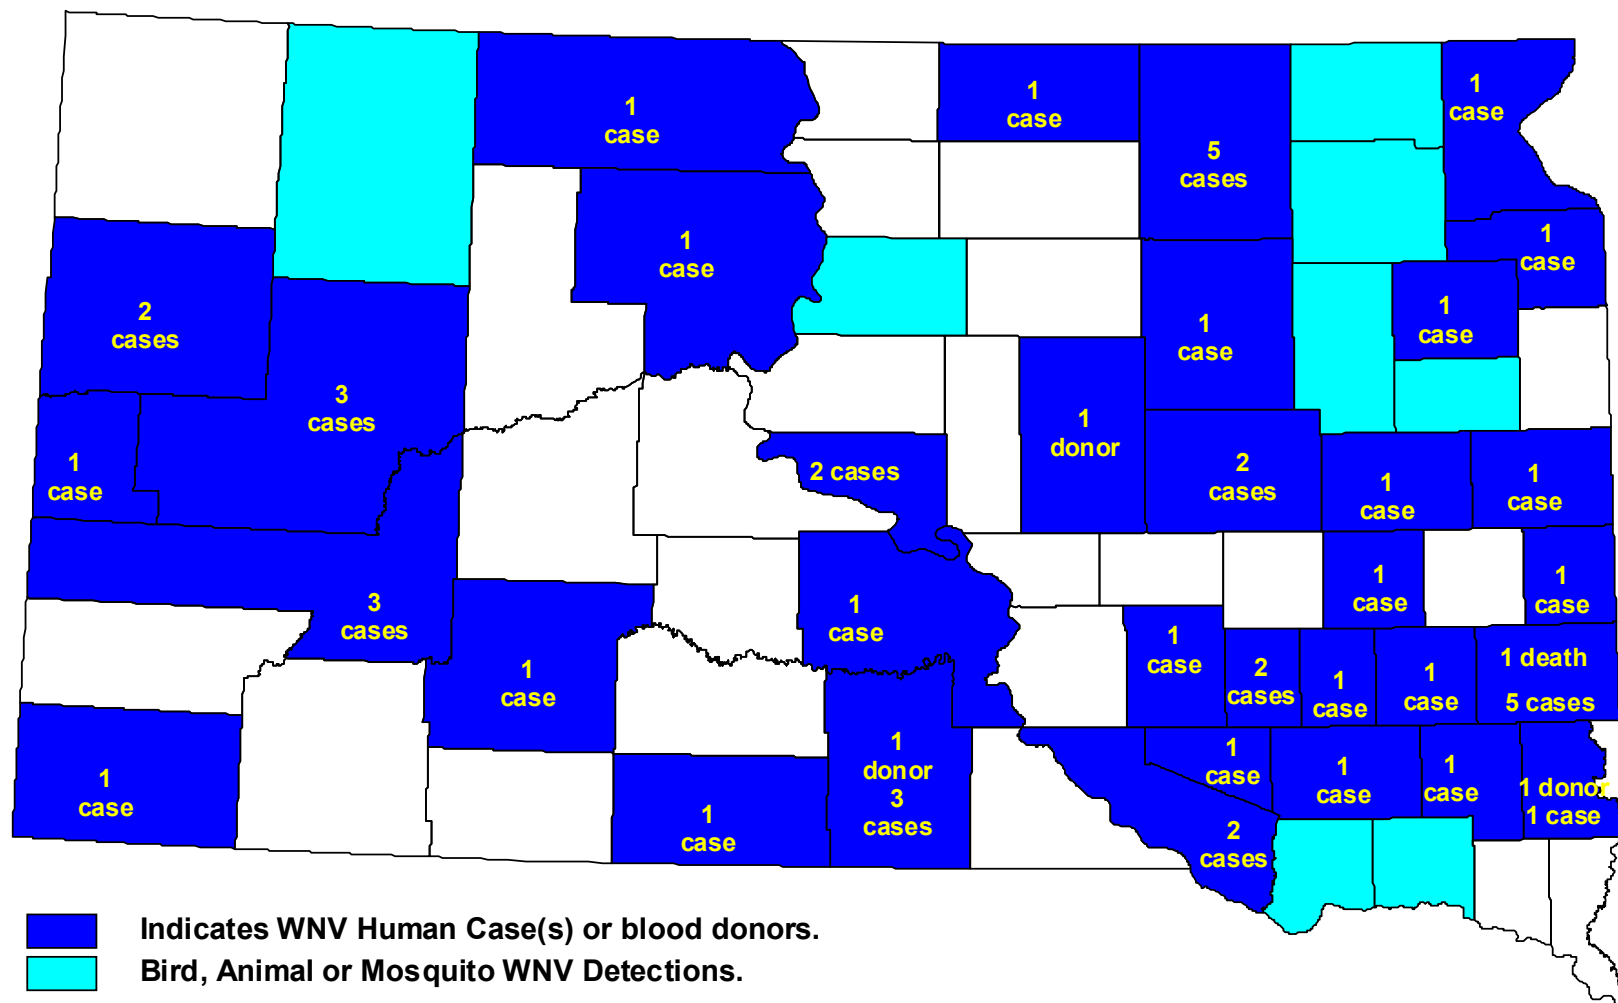 1
case
1
case
5
cases
1
case
1
case
1
case
2
cases
1
case
1
case
3
cases
1
donor
1
case
2 cases
2
cases
1
case
1
case
3
cases
1
case
1
case
1
case
1
case
1
case
2
cases
1
case
1
case
1 death
5 cases
1
case
1
donor
3
cases
1
case
1
case
1
case
1 donor
1 case
1
case
2
cases
Indicates WNV Human Case(s) or blood donors.
Bird, Animal or Mosquito WNV Detections.